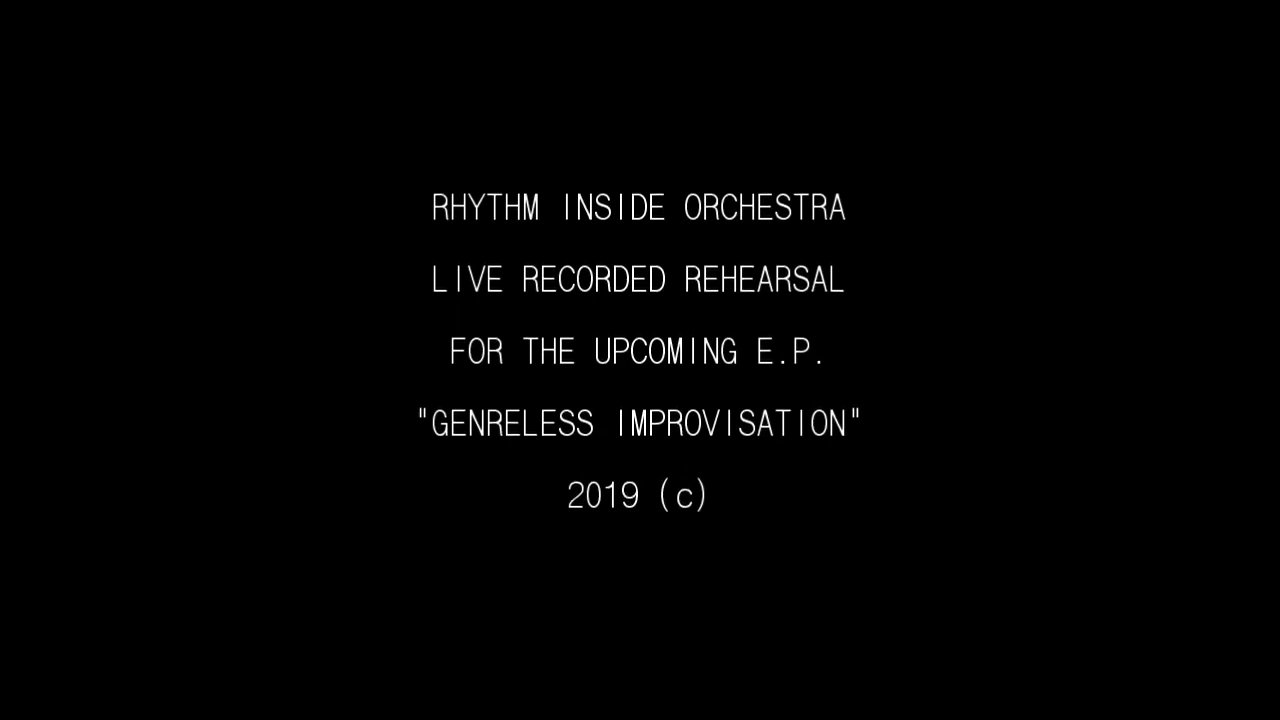 RHYTHM INSIDE ORCHESTRA
LIVE RECORDED REHEARSAL
FOR THE UPCOMING E.P.
"GENRELESS IMPROVISATION"
2019 (c)